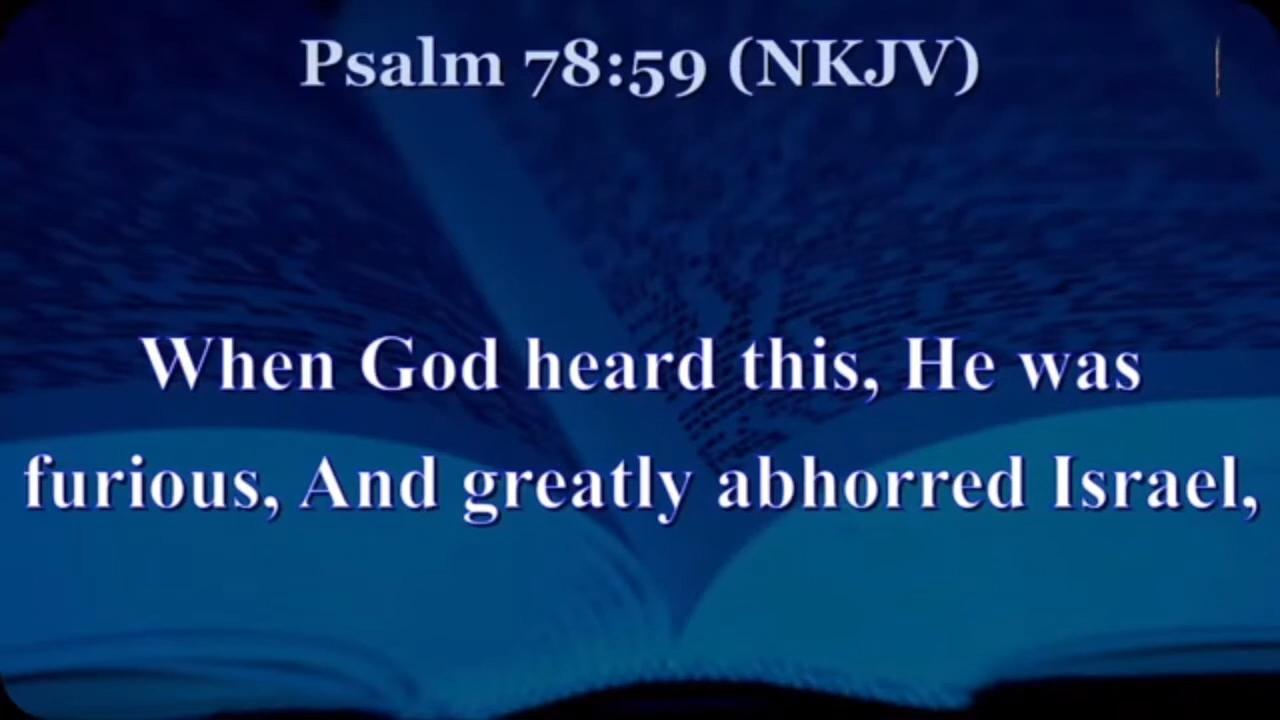 Psalm 78:59 (NKJV)
When God heard this, He was
furious, And greatly abhorred Israel,